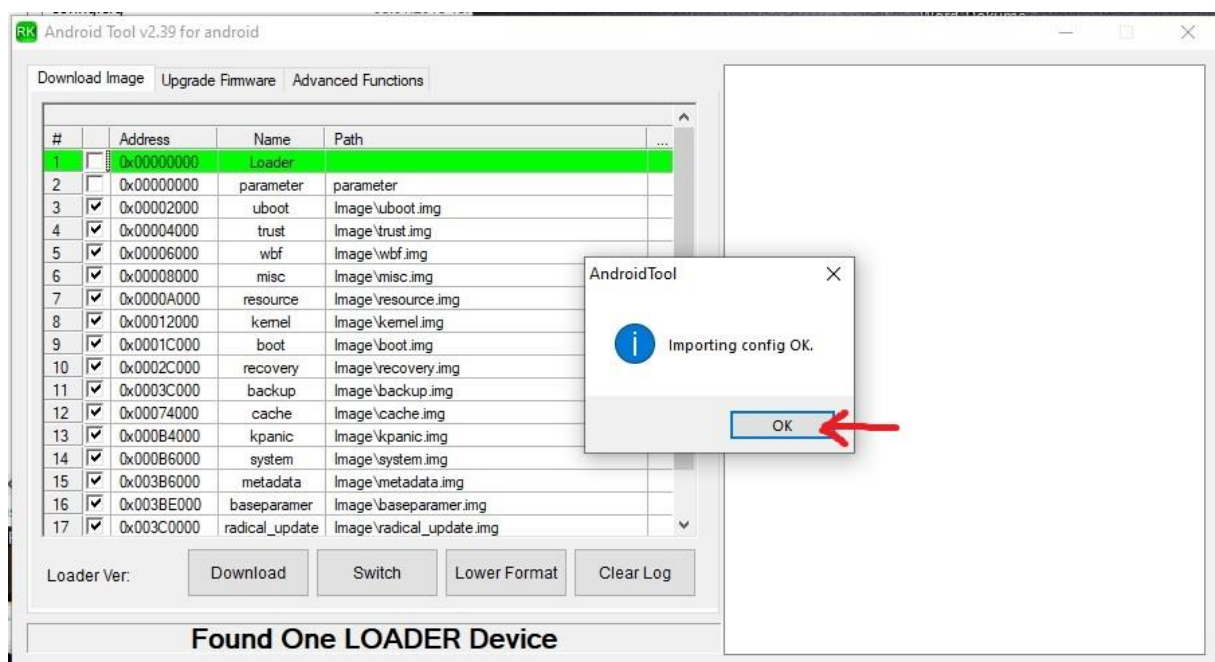 RK Android Tool v2.39 for android
Download Image Upgrade Firmware Advanced Functions
# Address Name Path ...
1 0x00000000 Loader
2 0x00000000 parameter parameter
3 0x00002000 uboot Image\uboot.img
4 0x00004000 trust Image\trust.img
5 0x00006000 wbf Image\wbf.img
6 0x00008000 misc Image\misc.img
7 0x0000A000 resource Image\resource.img
8 0x00012000 kernel Image\kernel.img
9 0x0001C000 boot Image\boot.img
10 0x0002C000 recovery Image\recovery.img
11 0x0003C000 backup Image\backup.img
12 0x00074000 cache Image\cache.img
13 0x000B4000 kpanic Image\kpanic.img
14 0x000B6000 system Image\system.img
15 0x003B6000 metadata Image\metadata.img
16 0x003BE000 baseparamer Image\baseparamer.img
17 0x003C0000 radical_update Image\radical_update.img
AndroidTool
Importing config OK.
OK
Loader Ver: Download Switch Lower Format Clear Log
Found One LOADER Device